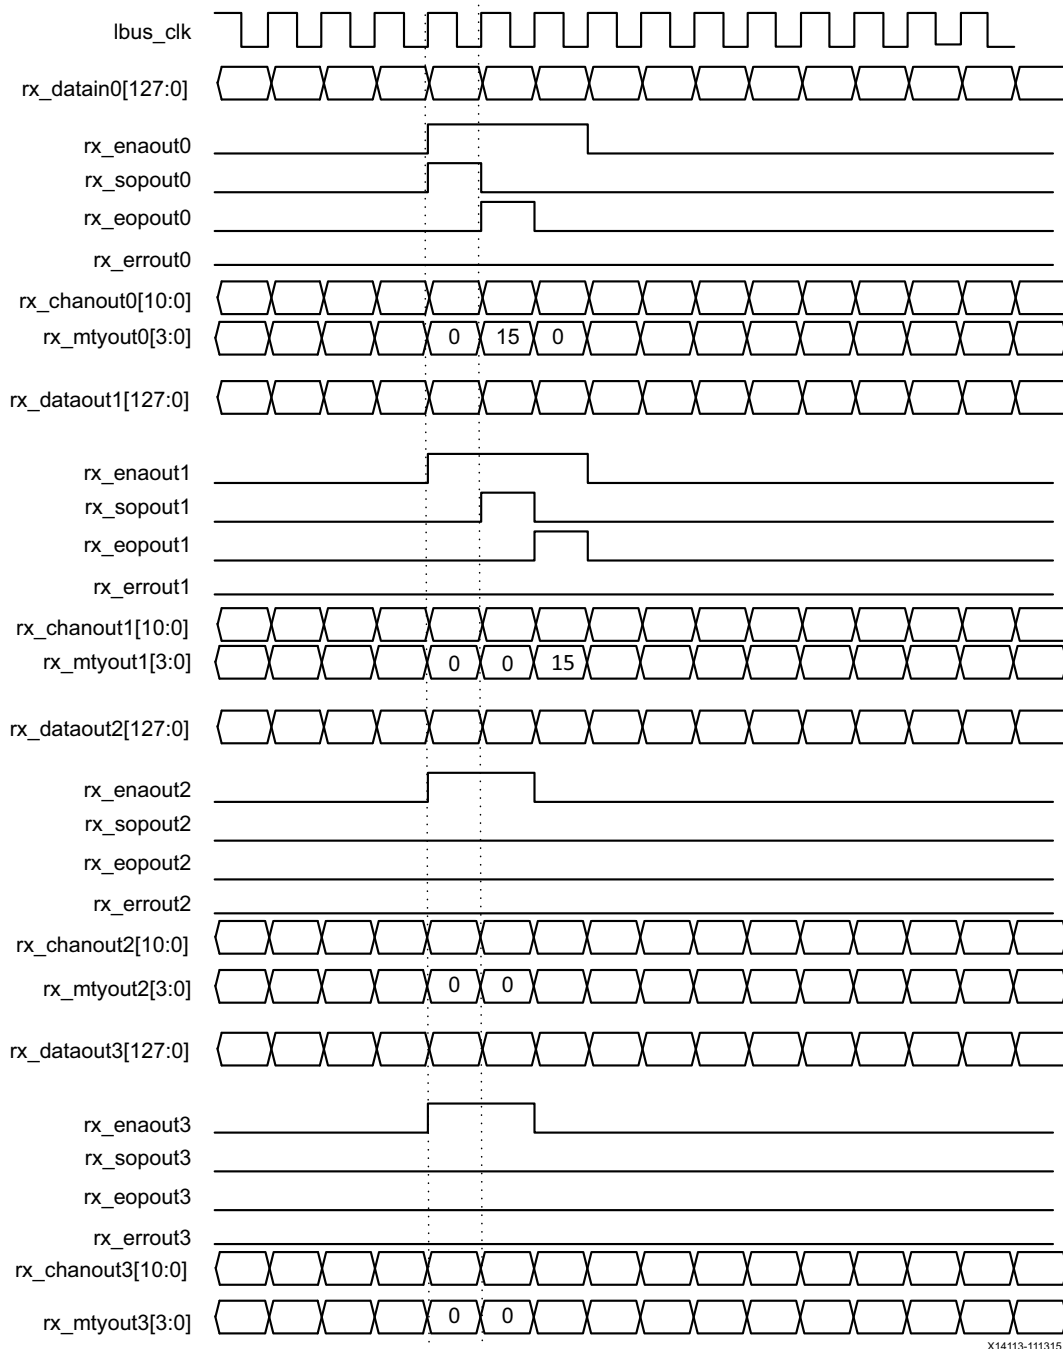 lbus_clk
rx_datain0[127:0]
rx_enaout0
rx_sopout0
rx_eopout0
rx_errout0
rx_chanout0[10:0]
rx_mtyout0[3:0] 0 15 0
rx_dataout1[127:0]
rx_enaout1
rx_sopout1
rx_eopout1
rx_errout1
rx_chanout1[10:0]
rx_mtyout1[3:0] 0 0 15
rx_dataout2[127:0]
rx_enaout2
rx_sopout2
rx_eopout2
rx_errout2
rx_chanout2[10:0]
rx_mtyout2[3:0] 0 0
rx_dataout3[127:0]
rx_enaout3
rx_sopout3
rx_eopout3
rx_errout3
rx_chanout3[10:0]
rx_mtyout3[3:0] 0 0
X14113-111315